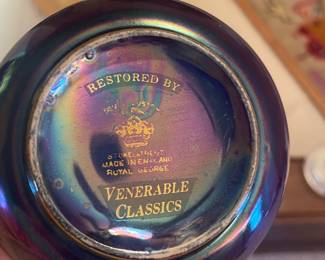 RESTORED BY
STOKE-ON-TRENT
MADE IN ENGLAND
ROYAL GEORGE
VENERABLE
CLASSICS